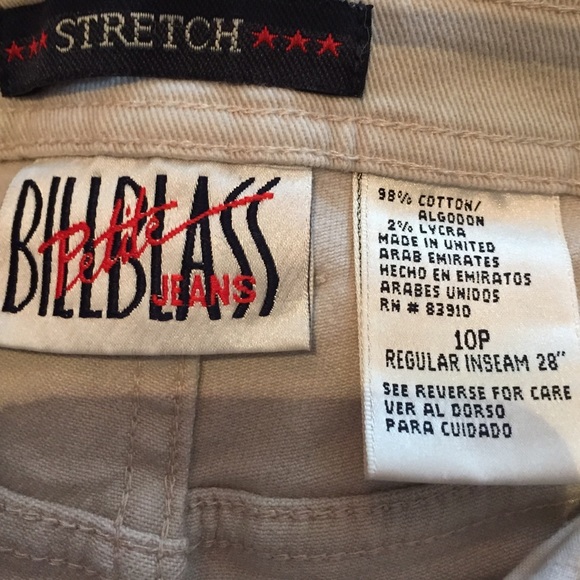 ★★★ STRETCH ★★★
BILLBLASS
Petite
JEANS
98% COTTON/
ALGODON
2% LYCRA
MADE IN UNITED
ARAB EMIRATES
HECHO EN EMIRATOS
ARABES UNIDOS
RN # 83910
10P
REGULAR INSEAM 28"
SEE REVERSE FOR CARE
VER AL DORSO
PARA CUIDADO